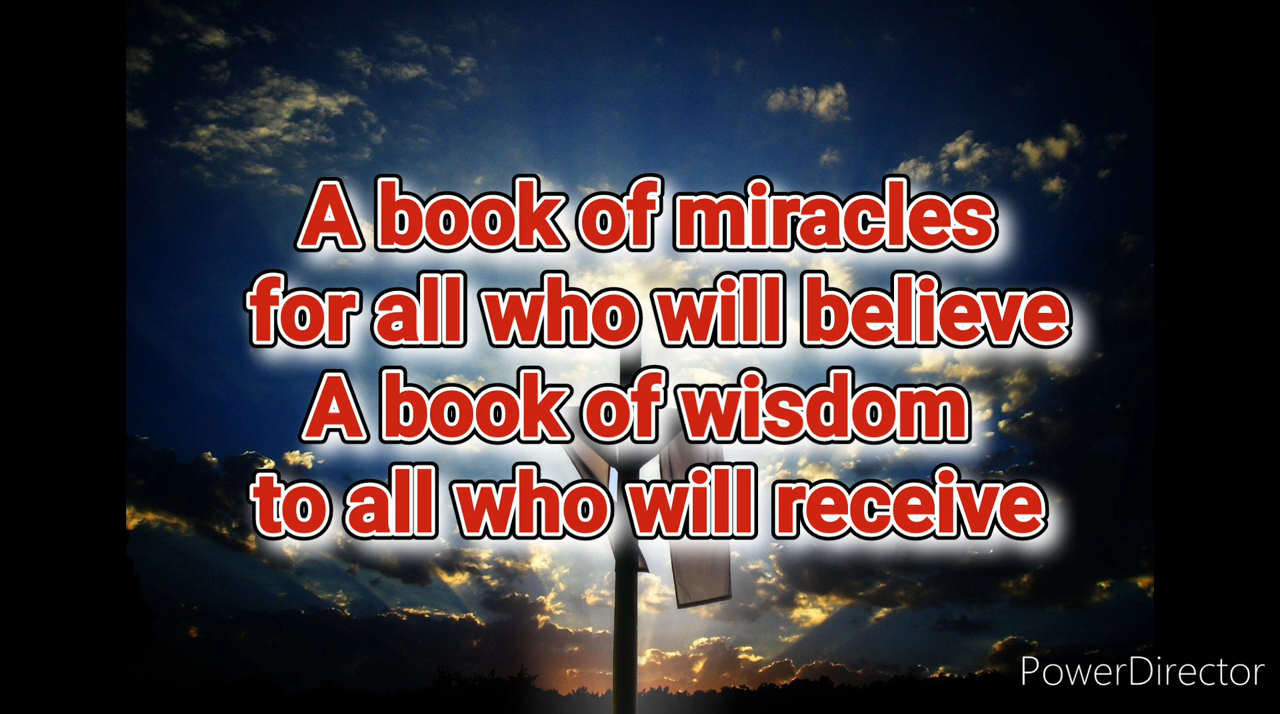 A book of miracles
for all who will believe
A book of wisdom
to all who will receive
PowerDirector